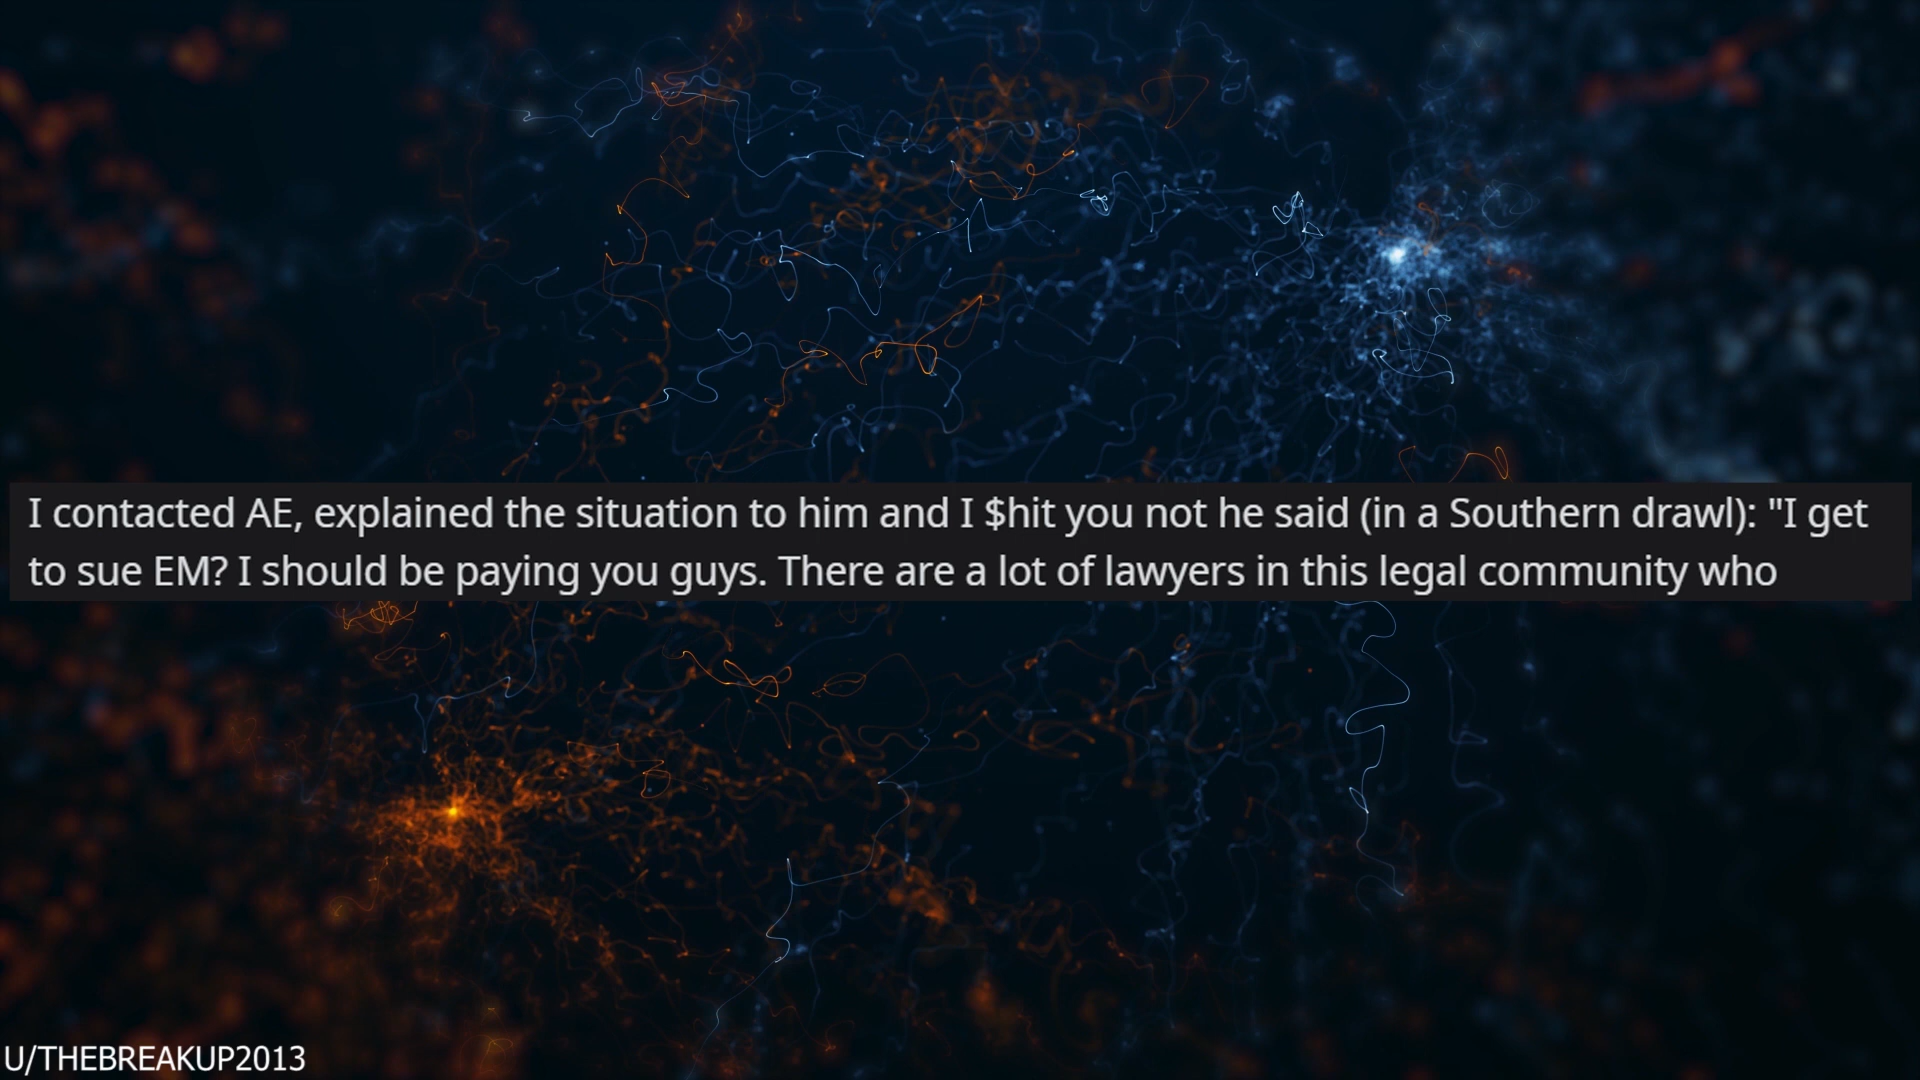 I contacted AE, explained the situation to him and I $hit you not he said (in a Southern drawl): "I get
to sue EM? I should be paying you guys. There are a lot of lawyers in this legal community who
U/THEBREAKUP2013